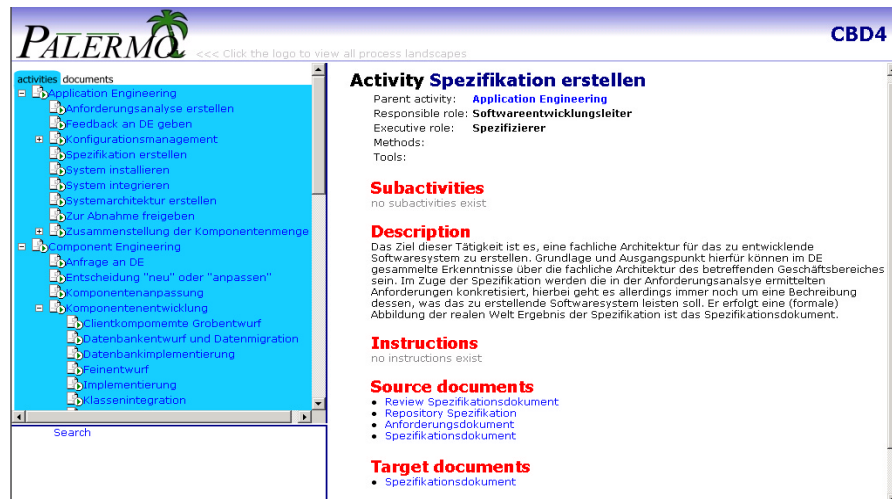 PALERMO
<<< Click the logo to view all process landscapes
CBD4
activities documents
Application Engineering
Anforderungsanalyse erstellen
Feedback an DE geben
Konfigurationsmanagement
Spezifikation erstellen
System installieren
System integrieren
Systemarchitektur erstellen
Zur Abnahme freigeben
Zusammenstellung der Komponentenmenge
Component Engineering
Anfrage an DE
Entscheidung "neu" oder "anpassen"
Komponentenanpassung
Komponentenentwicklung
Clientkompomemte Grobentwurf
Datenbankentwurf und Datenmigration
Datenbankimplementierung
Feinentwurf
Implementierung
Klassenintegration
Search
Activity Spezifikation erstellen
Parent activity: Application Engineering
Responsible role: Softwareentwicklungsleiter
Executive role: Spezifizierer
Methods:
Tools:
Subactivities
no subactivities exist
Description
Das Ziel dieser Tätigkeit ist es, eine fachliche Architektur für das zu entwicklende
Softwaresystem zu erstellen. Grundlage und Ausgangspunkt hierfür können im DE
gesammelte Erkenntnisse über die fachliche Architektur des betreffenden Geschäftsbereiches
sein. Im Zuge der Spezifikation werden die in der Anforderungsanalsye ermittelten
Anforderungen konkretisiert, hierbei geht es allerdings immer noch um eine Bechreibung
dessen, was das zu erstellende Softwaresystem leisten soll. Er erfolgt eine (formale)
Abbildung der realen Welt Ergebnis der Spezifikation ist das Spezifikationsdokument.
Instructions
no instructions exist
Source documents
• Review Spezifikationsdokument
• Repository Spezifikation
• Anforderungsdokument
• Spezifikationsdokument
Target documents
• Spezifikationsdokument